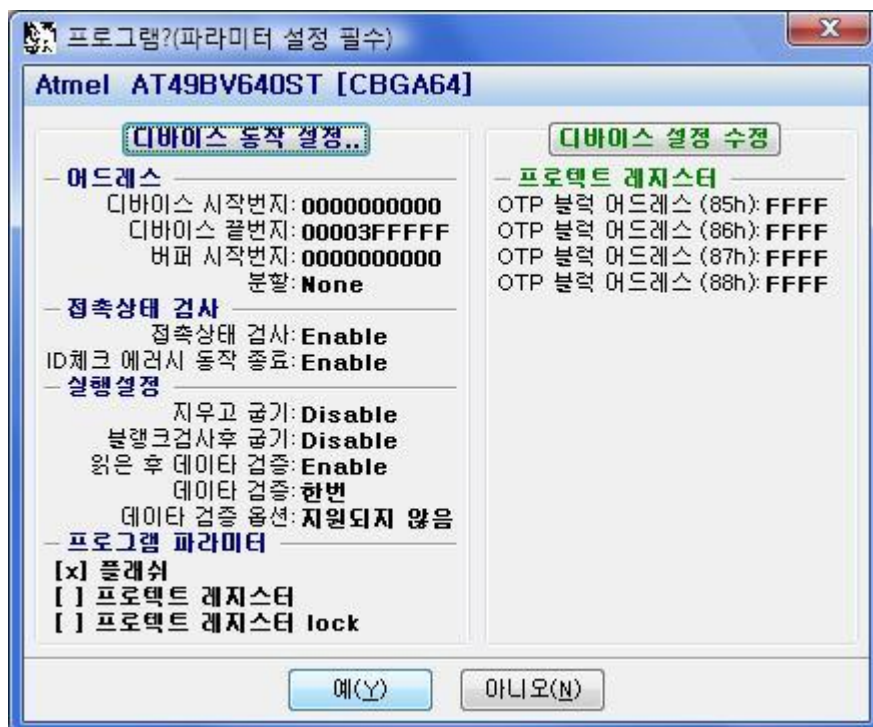 프로그램?(파라미터 설정 필수)
Atmel AT49BV640ST [CBGA64]
디바이스 동작 설정..
어드레스
디바이스 시작번지: 0000000000
디바이스 끝번지: 00003FFFFF
버퍼 시작번지: 0000000000
분할: None
접촉상태 검사
접촉상태 검사: Enable
ID체크 에러시 동작 종료: Enable
실행설정
지우고 굽기: Disable
블랭크검사후 굽기: Disable
읽은 후 데이타 검증: Enable
데이타 검증: 한번
데이타 검증 옵션: 지원되지 않음
프로그램 파라미터
[x] 플래쉬
[ ] 프로텍트 레지스터
[ ] 프로텍트 레지스터 lock
디바이스 설정 수정
프로텍트 레지스터
OTP 블럭 어드레스 (85h): FFFF
OTP 블럭 어드레스 (86h): FFFF
OTP 블럭 어드레스 (87h): FFFF
OTP 블럭 어드레스 (88h): FFFF
예(Y)
아니오(N)